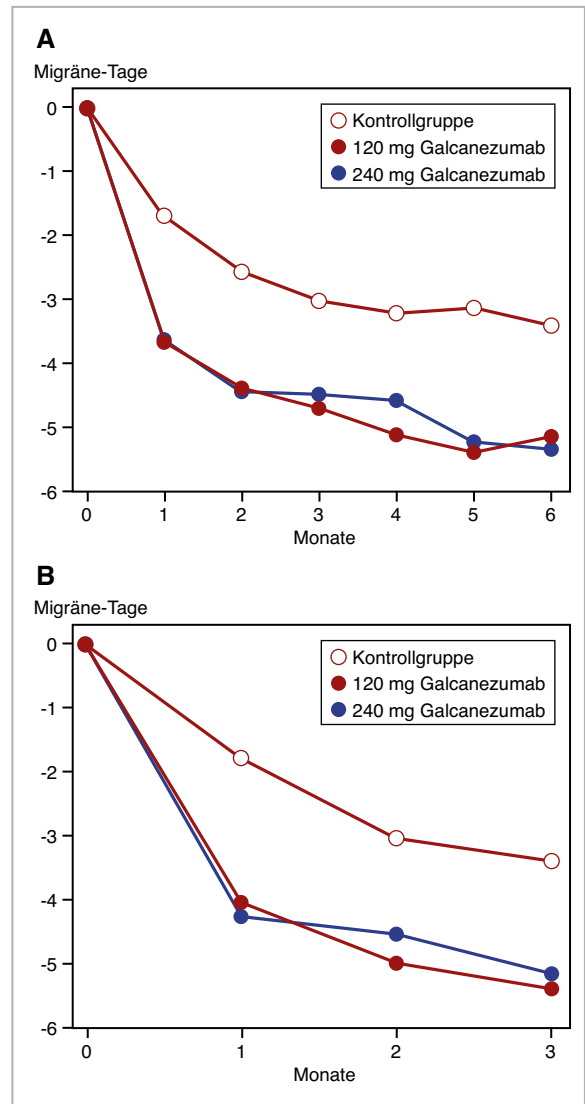 A
Migräne-Tage
0
-1
-2
-3
-4
-5
-6
Kontrollgruppe
120 mg Galcanezumab
240 mg Galcanezumab
0 1 2 3 4 5 6
Monate
B
Migräne-Tage
0
-1
-2
-3
-4
-5
-6
Kontrollgruppe
120 mg Galcanezumab
240 mg Galcanezumab
0 1 2 3
Monate